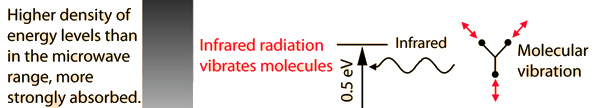 Higher density of
energy levels than
in the microwave
range, more
strongly absorbed.
Infrared radiation
vibrates molecules
0.5 eV
Infrared
Molecular
vibration